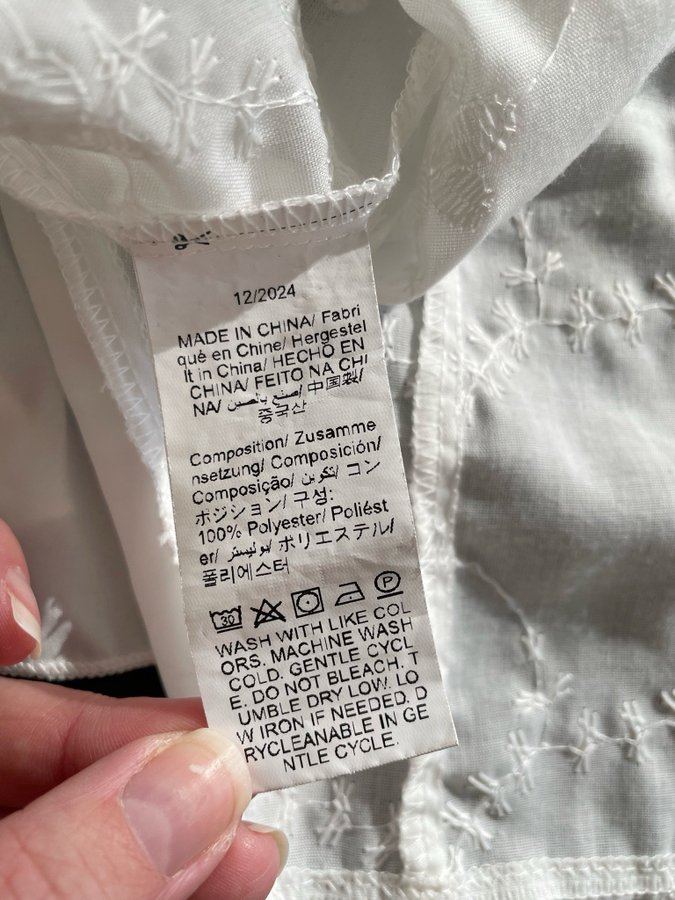 12/2024
MADE IN CHINA/ Fabri
qué en Chine/ Hergestel
lt in China/ HECHO EN
CHINA/ FEITO NA CHI
NA/ صنع بالصين/ 中国製/
중국산
Composition/ Zusamme
nsetzung/ Composición/
Composição/ تكوين/ コン
ポジション/ 구성:
100% Polyester/ Poliést
er/ بوليستر/ ポリエステル/
폴리에스터
30 P
WASH WITH LIKE COL
ORS. MACHINE WASH
COLD. GENTLE CYCL
E. DO NOT BLEACH. T
UMBLE DRY LOW. LO
W IRON IF NEEDED. D
RYCLEANABLE IN GE
NTLE CYCLE.